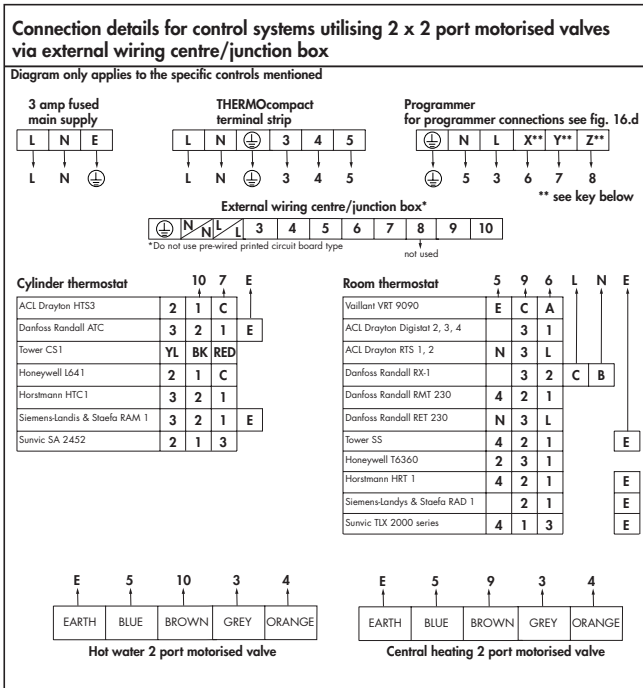 Connection details for control systems utilising 2 x 2 port motorised valves
via external wiring centre/junction box
Diagram only applies to the specific controls mentioned
3 amp fused
main supply
L N E
L N ⏚
THERMOcompact
terminal strip
L N ⏚ 3 4 5
L N ⏚ 3 4 5
Programmer
for programmer connections see fig. 16.d
⏚ N L X** Y** Z**
⏚ 5 3 6 7 8
** see key below
External wiring centre/junction box*
⏚ N/N L/L 3 4 5 6 7 8 9 10
*Do not use pre-wired printed circuit board type
not used
Cylinder thermostat 10 7 E
ACL Drayton HTS3 2 1 C
Danfoss Randall ATC 3 2 1 E
Tower CS1 YL BK RED
Honeywell L641 2 1 C
Horstmann HTC1 3 2 1
Siemens-Landis & Staefa RAM 1 3 2 1 E
Sunvic SA 2452 2 1 3
Room thermostat 5 9 6 L N E
Vaillant VRT 9090 E C A
ACL Drayton Digistat 2, 3, 4 3 1
ACL Drayton RTS 1, 2 N 3 L
Danfoss Randall RX-1 3 2 C B
Danfoss Randall RMT 230 4 2 1
Danfoss Randall RET 230 N 3 L
Tower SS 4 2 1 E
Honeywell T6360 2 3 1
Horstmann HRT 1 4 2 1 E
Siemens-Landys & Staefa RAD 1 2 1 E
Sunvic TLX 2000 series 4 1 3 E
E 5 10 3 4
EARTH BLUE BROWN GREY ORANGE
Hot water 2 port motorised valve
E 5 9 3 4
EARTH BLUE BROWN GREY ORANGE
Central heating 2 port motorised valve